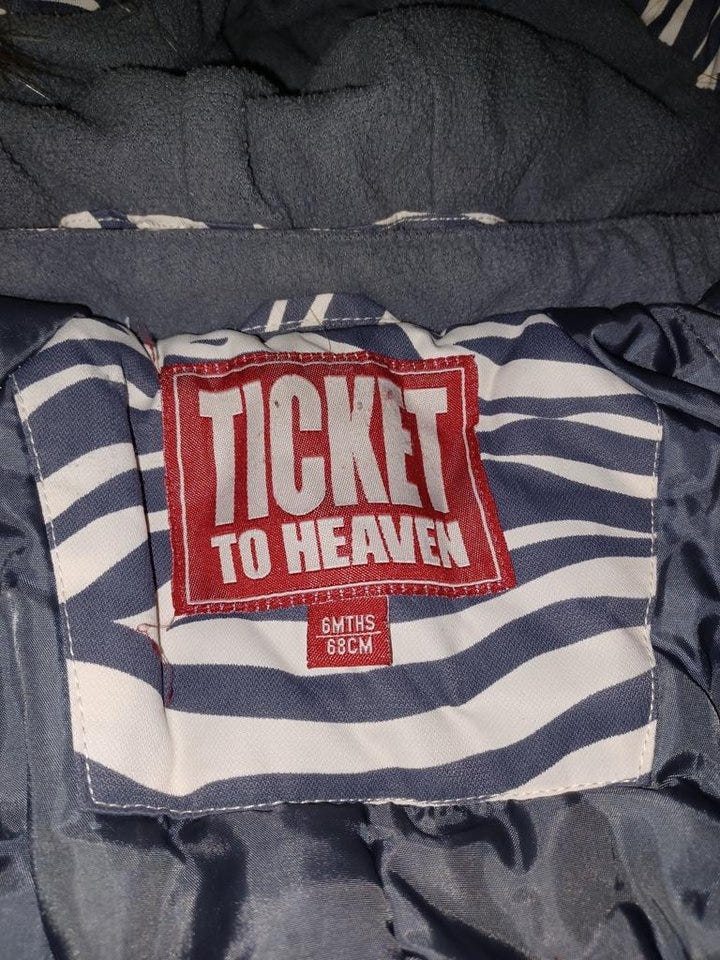 TICKET
TO HEAVEN
6MTHS
68CM